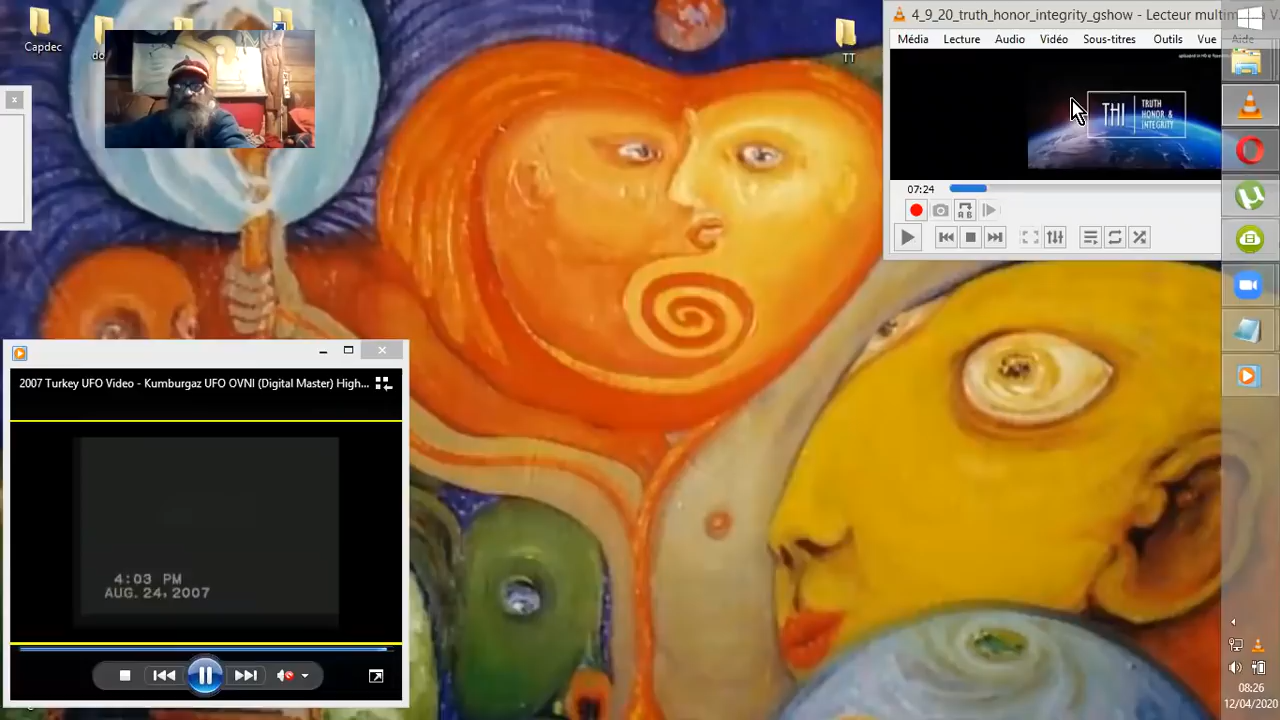 Capdec
do
TT
4_9_20_truth_honor_integrity_gshow - Lecteur multim
Média Lecture Audio Vidéo Sous-titres Outils Vue Aide
THI
TRUTH
HONOR &
INTEGRITY
07:24
2007 Turkey UFO Video - Kumburgaz UFO OVNI (Digital Master) High...
4:03 PM
AUG. 24, 2007
08:26
12/04/2020